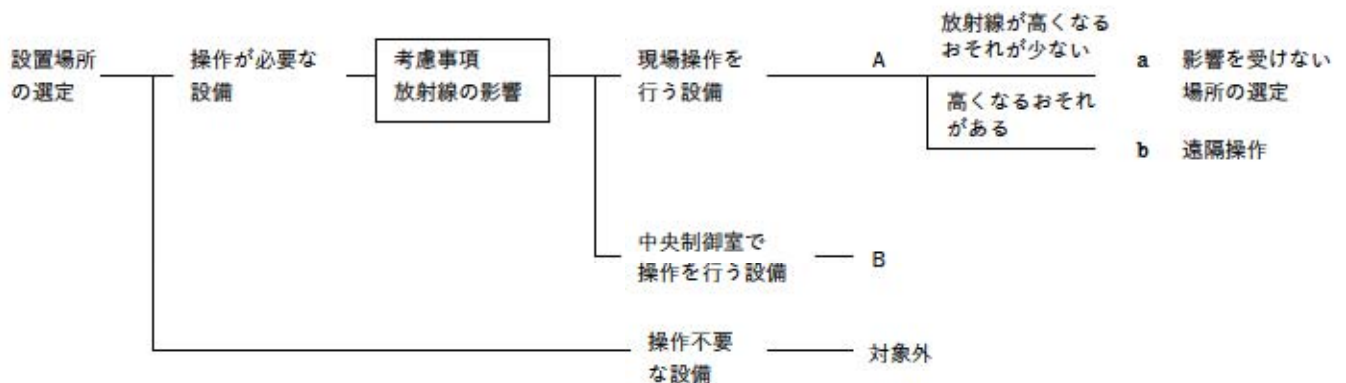 設置場所
の選定
操作が必要な
設備
考慮事項
放射線の影響
現場操作を
行う設備
A
放射線が高くなる
おそれが少ない
a 影響を受けない
場所の選定
高くなるおそれ
がある
b 遠隔操作
中央制御室で
操作を行う設備
B
操作不要
な設備
対象外